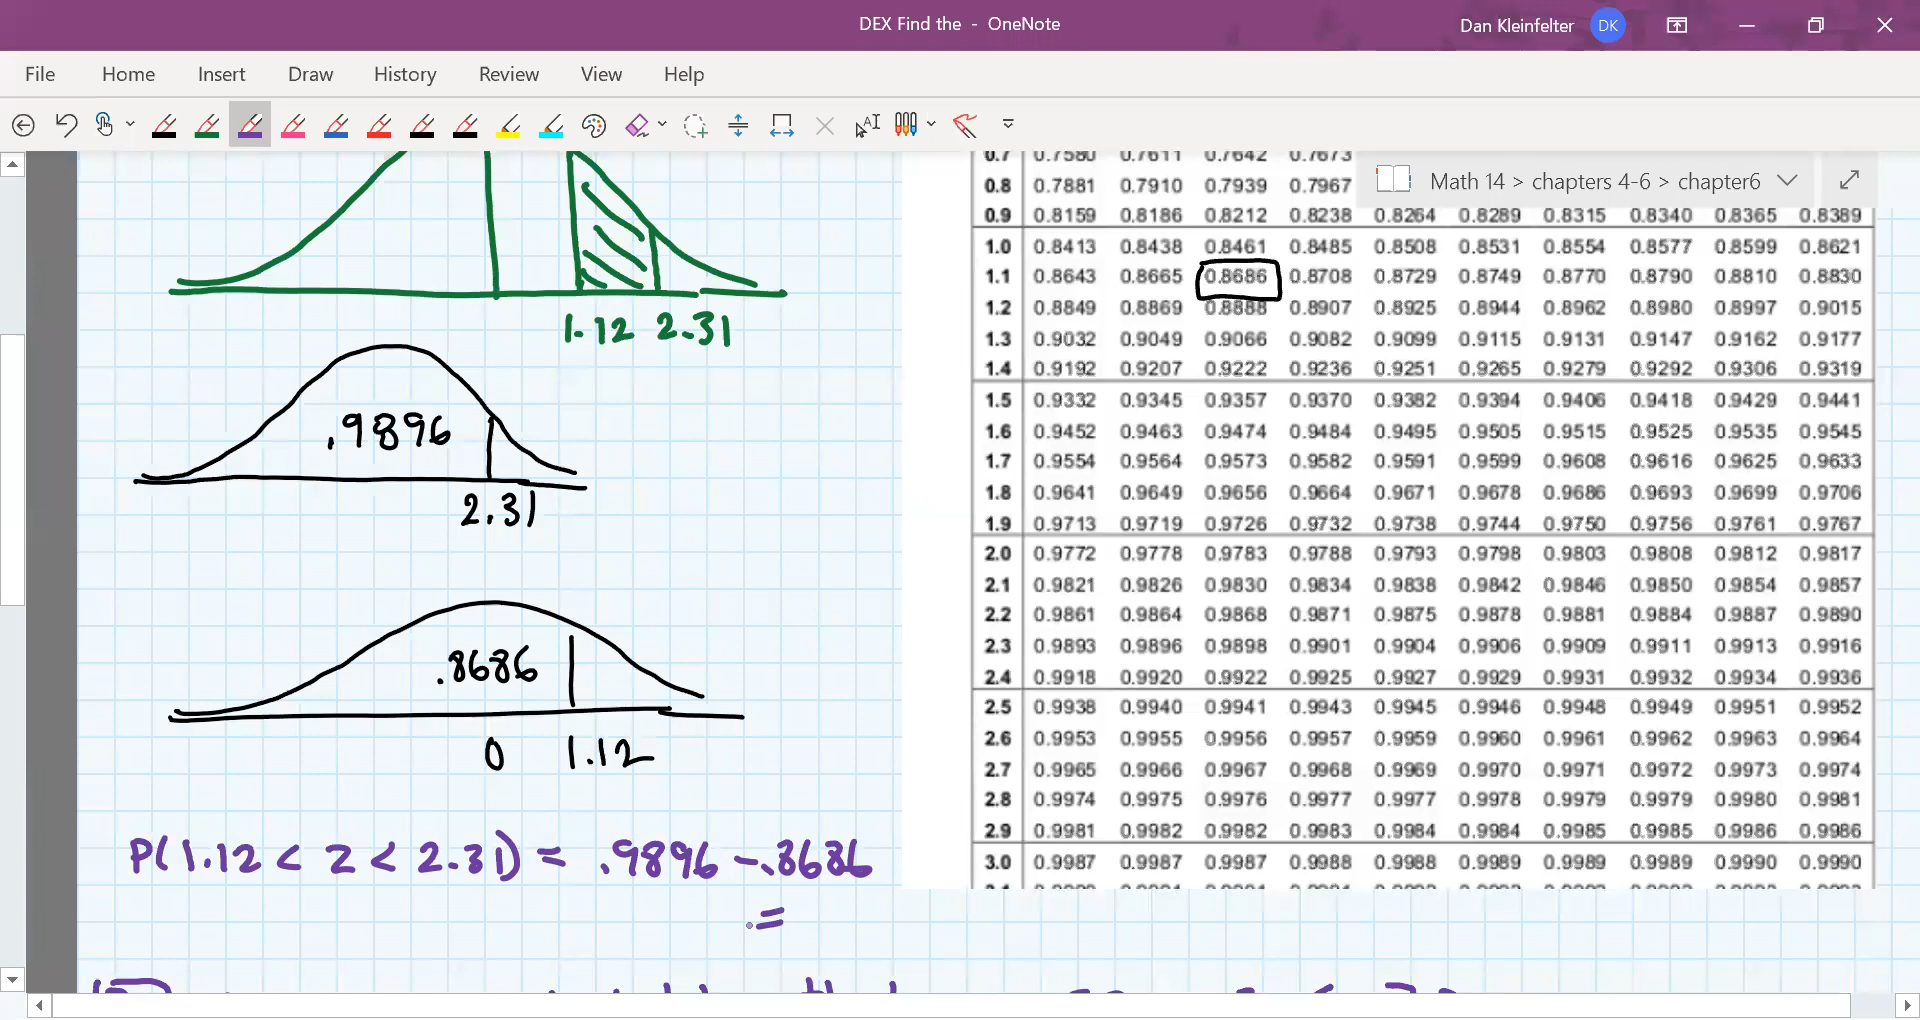 DEX Find the - OneNote
Dan Kleinfelter DK
File Home Insert Draw History Review View Help
Math 14 > chapters 4-6 > chapter6
0.7 0.7580 0.7611 0.7642 0.7673
0.8 0.7881 0.7910 0.7939 0.7967
0.9 0.8159 0.8186 0.8212 0.8238 0.8264 0.8289 0.8315 0.8340 0.8365 0.8389
1.0 0.8413 0.8438 0.8461 0.8485 0.8508 0.8531 0.8554 0.8577 0.8599 0.8621
1.1 0.8643 0.8665 0.8686 0.8708 0.8729 0.8749 0.8770 0.8790 0.8810 0.8830
1.2 0.8849 0.8869 0.8888 0.8907 0.8925 0.8944 0.8962 0.8980 0.8997 0.9015
1.3 0.9032 0.9049 0.9066 0.9082 0.9099 0.9115 0.9131 0.9147 0.9162 0.9177
1.4 0.9192 0.9207 0.9222 0.9236 0.9251 0.9265 0.9279 0.9292 0.9306 0.9319
1.5 0.9332 0.9345 0.9357 0.9370 0.9382 0.9394 0.9406 0.9418 0.9429 0.9441
1.6 0.9452 0.9463 0.9474 0.9484 0.9495 0.9505 0.9515 0.9525 0.9535 0.9545
1.7 0.9554 0.9564 0.9573 0.9582 0.9591 0.9599 0.9608 0.9616 0.9625 0.9633
1.8 0.9641 0.9649 0.9656 0.9664 0.9671 0.9678 0.9686 0.9693 0.9699 0.9706
1.9 0.9713 0.9719 0.9726 0.9732 0.9738 0.9744 0.9750 0.9756 0.9761 0.9767
2.0 0.9772 0.9778 0.9783 0.9788 0.9793 0.9798 0.9803 0.9808 0.9812 0.9817
2.1 0.9821 0.9826 0.9830 0.9834 0.9838 0.9842 0.9846 0.9850 0.9854 0.9857
2.2 0.9861 0.9864 0.9868 0.9871 0.9875 0.9878 0.9881 0.9884 0.9887 0.9890
2.3 0.9893 0.9896 0.9898 0.9901 0.9904 0.9906 0.9909 0.9911 0.9913 0.9916
2.4 0.9918 0.9920 0.9922 0.9925 0.9927 0.9929 0.9931 0.9932 0.9934 0.9936
2.5 0.9938 0.9940 0.9941 0.9943 0.9945 0.9946 0.9948 0.9949 0.9951 0.9952
2.6 0.9953 0.9955 0.9956 0.9957 0.9959 0.9960 0.9961 0.9962 0.9963 0.9964
2.7 0.9965 0.9966 0.9967 0.9968 0.9969 0.9970 0.9971 0.9972 0.9973 0.9974
2.8 0.9974 0.9975 0.9976 0.9977 0.9977 0.9978 0.9979 0.9979 0.9980 0.9981
2.9 0.9981 0.9982 0.9982 0.9983 0.9984 0.9984 0.9985 0.9985 0.9986 0.9986
3.0 0.9987 0.9987 0.9987 0.9988 0.9988 0.9989 0.9989 0.9989 0.9990 0.9990
1.12 2.31
.9896
2.31
.8686
0 1.12
P(1.12 < z < 2.31) = .9896 - .8686
=